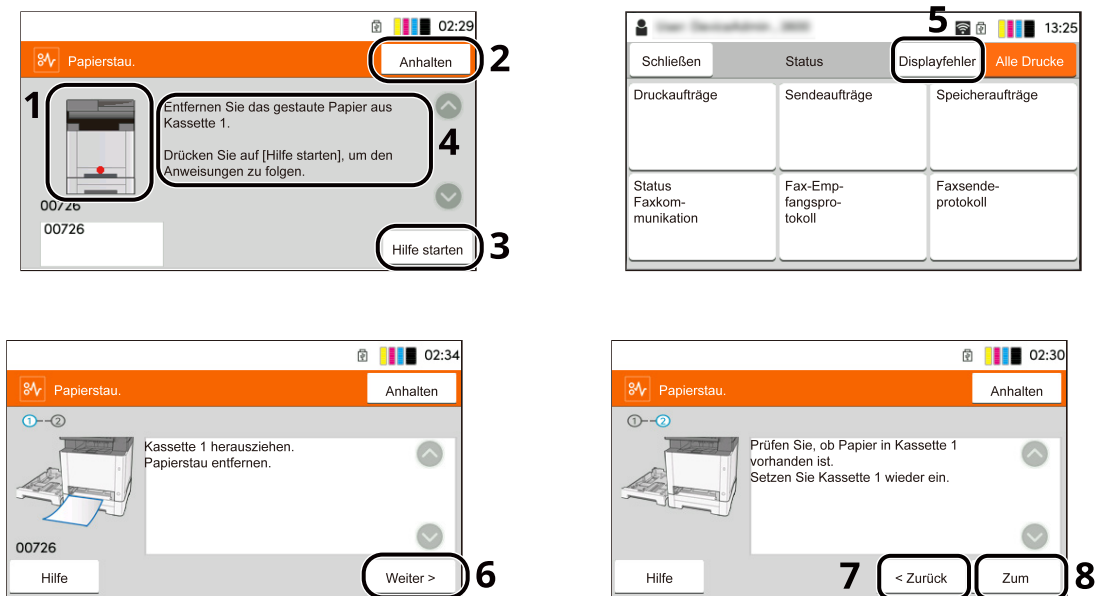 02:29
Papierstau.
Anhalten
2
1
Entfernen Sie das gestaute Papier aus
Kassette 1.
Drücken Sie auf [Hilfe starten], um den
Anweisungen zu folgen.
4
00726
00726
Hilfe starten
3
5
13:25
Schließen
Status
Displayfehler
Alle Drucke
Druckaufträge
Sendeaufträge
Speicheraufträge
Status
Faxkom-
munikation
Fax-Emp-
fangspro-
tokoll
Faxsende-
protokoll
02:34
Papierstau.
Anhalten
1--2
Kassette 1 herausziehen.
Papierstau entfernen.
00726
Hilfe
Weiter >
6
02:30
Papierstau.
Anhalten
1--2
Prüfen Sie, ob Papier in Kassette 1
vorhanden ist.
Setzen Sie Kassette 1 wieder ein.
Hilfe
7
< Zurück
Zum
8